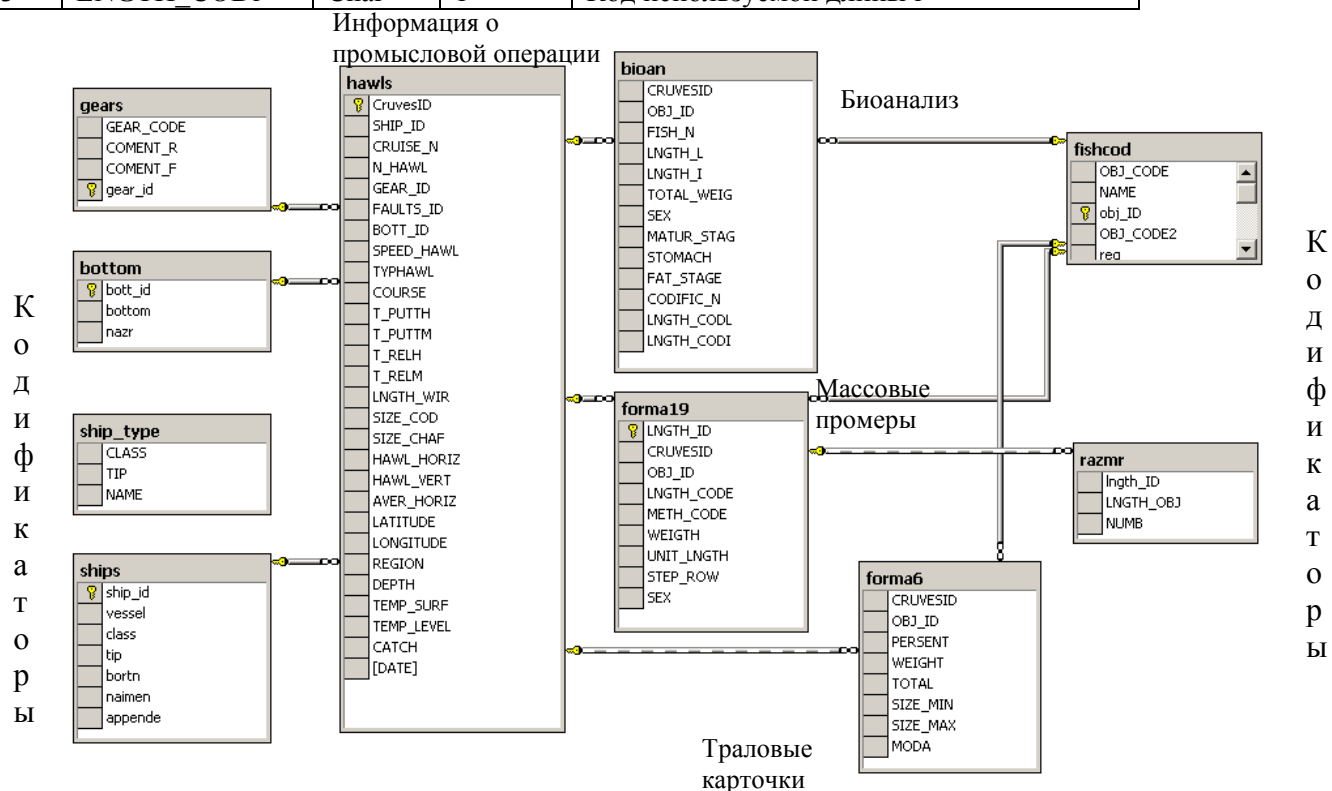 Информация о
промысловой операции
gears
GEAR_CODE
COMENT_R
COMENT_F
gear_id
bottom
bott_id
bottom
nazr
ship_type
CLASS
TIP
NAME
ships
ship_id
vessel
class
tip
bortn
naimen
appende
Кодификаторы
hawls
CruvesID
SHIP_ID
CRUISE_N
N_HAWL
GEAR_ID
FAULTS_ID
BOTT_ID
SPEED_HAWL
TYPHAWL
COURSE
T_PUTTH
T_PUTTM
T_RELH
T_RELM
LNGTH_WIR
SIZE_COD
SIZE_CHAF
HAWL_HORIZ
HAWL_VERT
AVER_HORIZ
LATITUDE
LONGITUDE
REGION
DEPTH
TEMP_SURF
TEMP_LEVEL
CATCH
[DATE]
bioan
CRUVESID
OBJ_ID
FISH_N
LNGTH_L
LNGTH_I
TOTAL_WEIG
SEX
MATUR_STAG
STOMACH
FAT_STAGE
CODIFIC_N
LNGTH_CODL
LNGTH_CODI
Биоанализ
forma19
LNGTH_ID
CRUVESID
OBJ_ID
LNGTH_CODE
METH_CODE
WEIGTH
UNIT_LNGTH
STEP_ROW
SEX
Массовые
промеры
fishcod
OBJ_CODE
NAME
obj_ID
OBJ_CODE2
reg
razmr
lngth_ID
LNGTH_OBJ
NUMB
forma6
CRUVESID
OBJ_ID
PERSENT
WEIGHT
TOTAL
SIZE_MIN
SIZE_MAX
MODA
Траловые
карточки
Кодификаторы